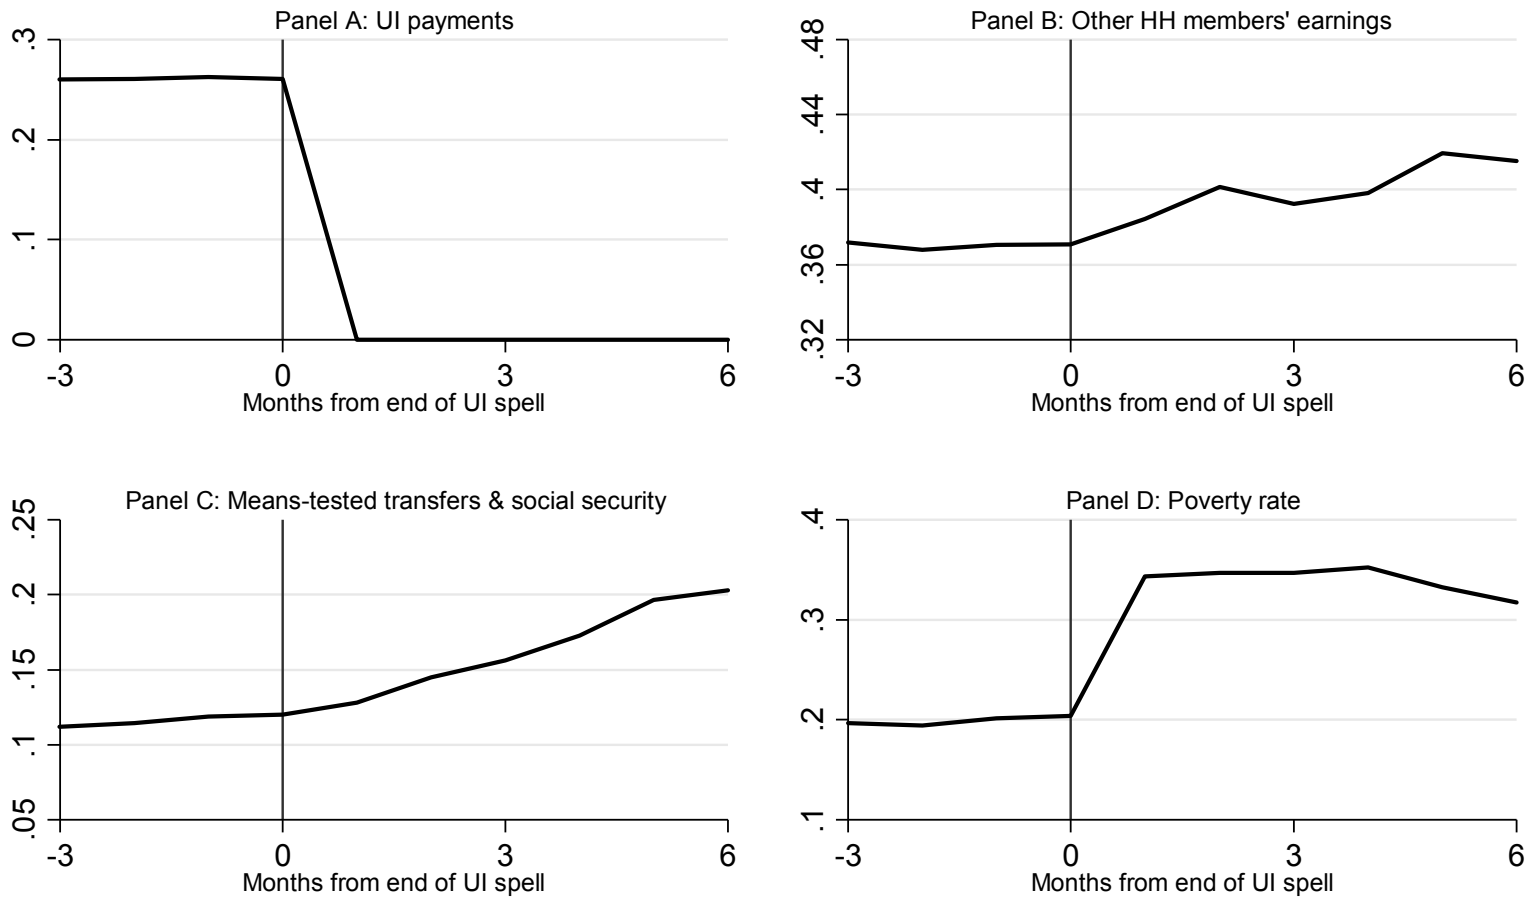 Panel A: UI payments
.3
.2
.1
0
-3 0 3 6
Months from end of UI spell
Panel B: Other HH members' earnings
.48
.44
.4
.36
.32
-3 0 3 6
Months from end of UI spell
Panel C: Means-tested transfers & social security
.25
.2
.15
.1
.05
-3 0 3 6
Months from end of UI spell
Panel D: Poverty rate
.4
.3
.2
.1
-3 0 3 6
Months from end of UI spell